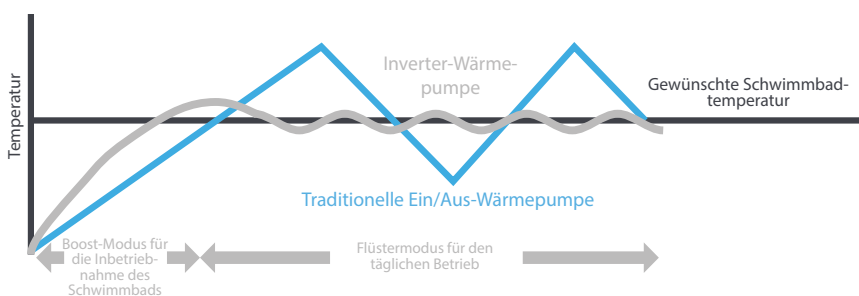 Temperatur
Inverter-Wärme-
pumpe
Gewünschte Schwimmbad-
temperatur
Traditionelle Ein/Aus-Wärmepumpe
Boost-Modus für
die Inbetrieb-
nahme des
Schwimmbads
Flüstermodus für den
täglichen Betrieb